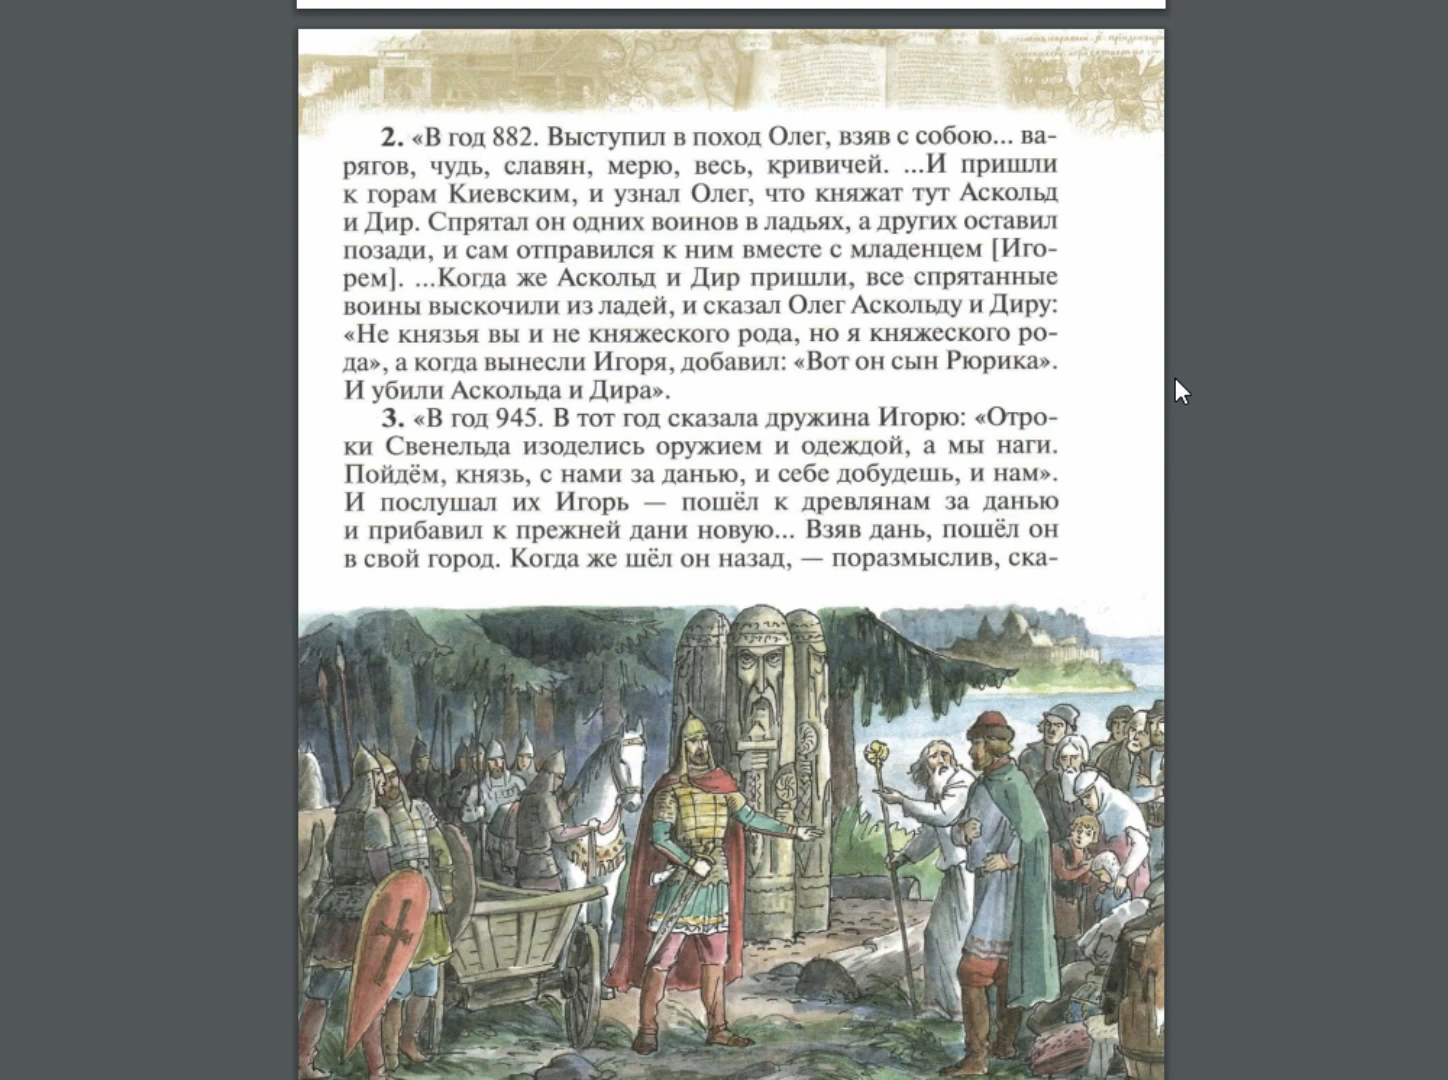 2. «В год 882. Выступил в поход Олег, взяв с собою... ва-
рягов, чудь, славян, мерю, весь, кривичей. ...И пришли
к горам Киевским, и узнал Олег, что княжат тут Аскольд
и Дир. Спрятал он одних воинов в ладьях, а других оставил
позади, и сам отправился к ним вместе с младенцем [Иго-
рем]. ...Когда же Аскольд и Дир пришли, все спрятанные
воины выскочили из ладей, и сказал Олег Аскольду и Диру:
«Не князья вы и не княжеского рода, но я княжеского ро-
да», а когда вынесли Игоря, добавил: «Вот он сын Рюрика».
И убили Аскольда и Дира».
3. «В год 945. В тот год сказала дружина Игорю: «Отро-
ки Свенельда изоделись оружием и одеждой, а мы наги.
Пойдём, князь, с нами за данью, и себе добудешь, и нам».
И послушал их Игорь — пошёл к древлянам за данью
и прибавил к прежней дани новую... Взяв дань, пошёл он
в свой город. Когда же шёл он назад, — поразмыслив, ска-